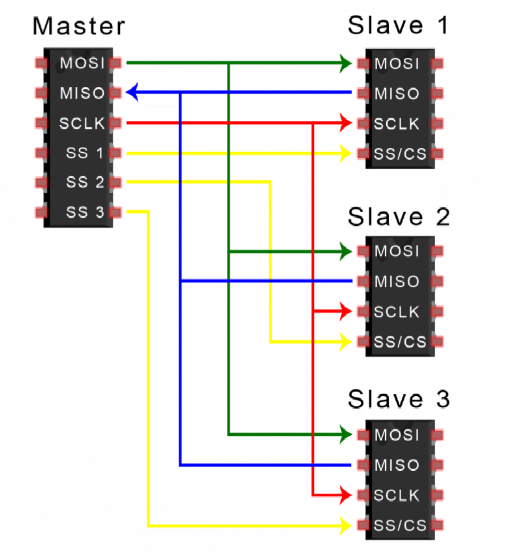 Master
MOSI
MISO
SCLK
SS 1
SS 2
SS 3
Slave 1
MOSI
MISO
SCLK
SS/CS
Slave 2
MOSI
MISO
SCLK
SS/CS
Slave 3
MOSI
MISO
SCLK
SS/CS